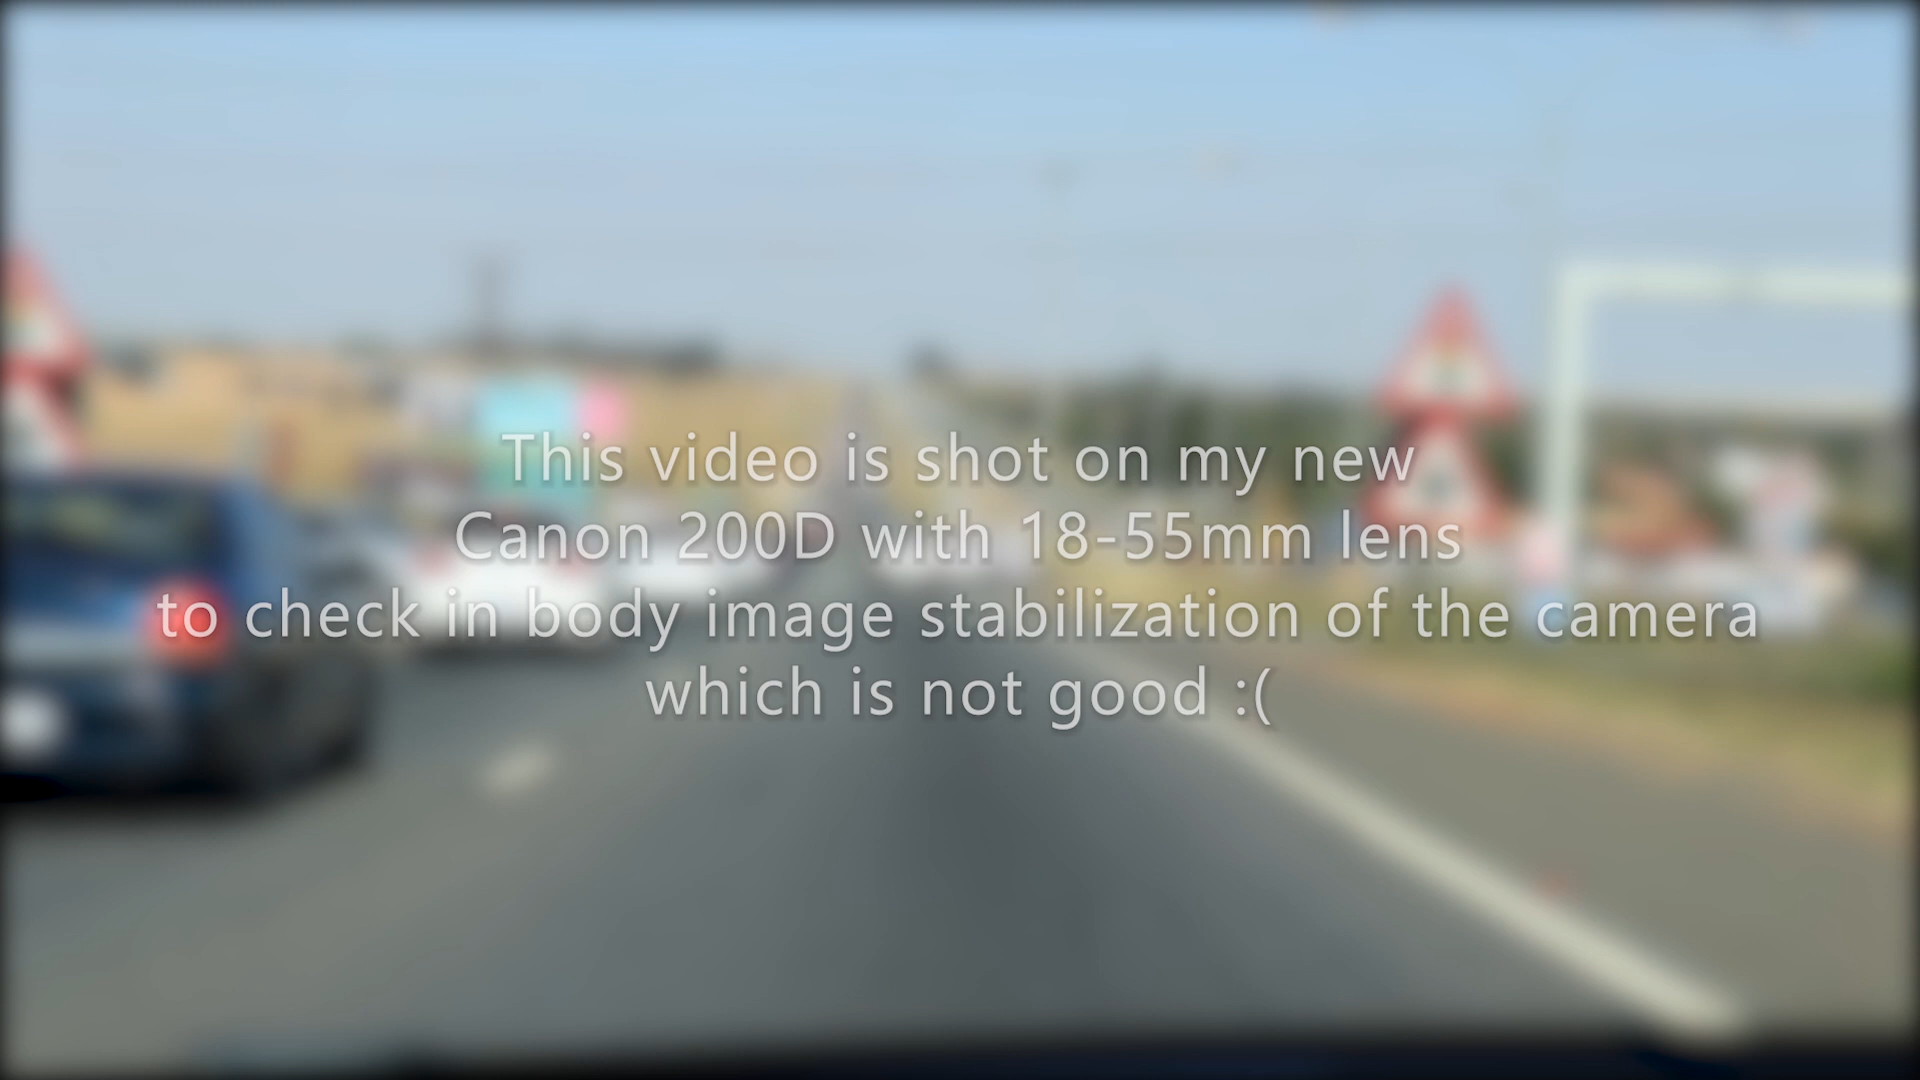 This video is shot on my new
Canon 200D with 18-55mm lens
to check in body image stabilization of the camera
which is not good :(